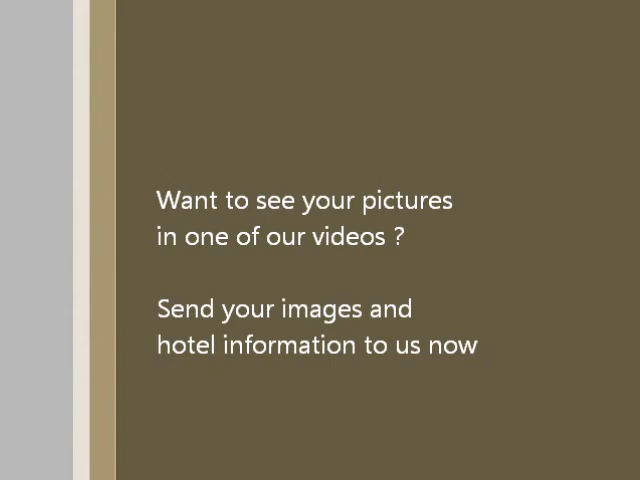 Want to see your pictures
in one of our videos ?
Send your images and
hotel information to us now